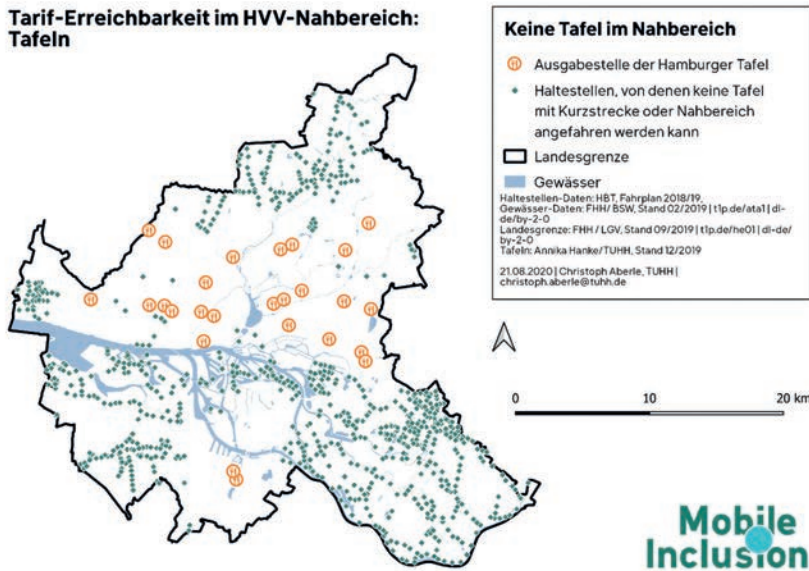 Tarif-Erreichbarkeit im HVV-Nahbereich:
Tafeln
Keine Tafel im Nahbereich
Ausgabestelle der Hamburger Tafel
Haltestellen, von denen keine Tafel
mit Kurzstrecke oder Nahbereich
angefahren werden kann
Landesgrenze
Gewässer
Haltestellen-Daten: HBT, Fahrplan 2018/19,
Gewässer-Daten: FHH/ BSW, Stand 02/2019 | t1p.de/ata1 | dl-
de/by-2-0
Landesgrenze: FHH / LGV, Stand 09/2019 | t1p.de/he01 | dl-de/
by-2-0
Tafeln: Annika Hanke/TUHH, Stand 12/2019
21.08.2020 | Christoph Aberle, TUHH |
christoph.aberle@tuhh.de
0 10 20 km
Mobile
Inclusion